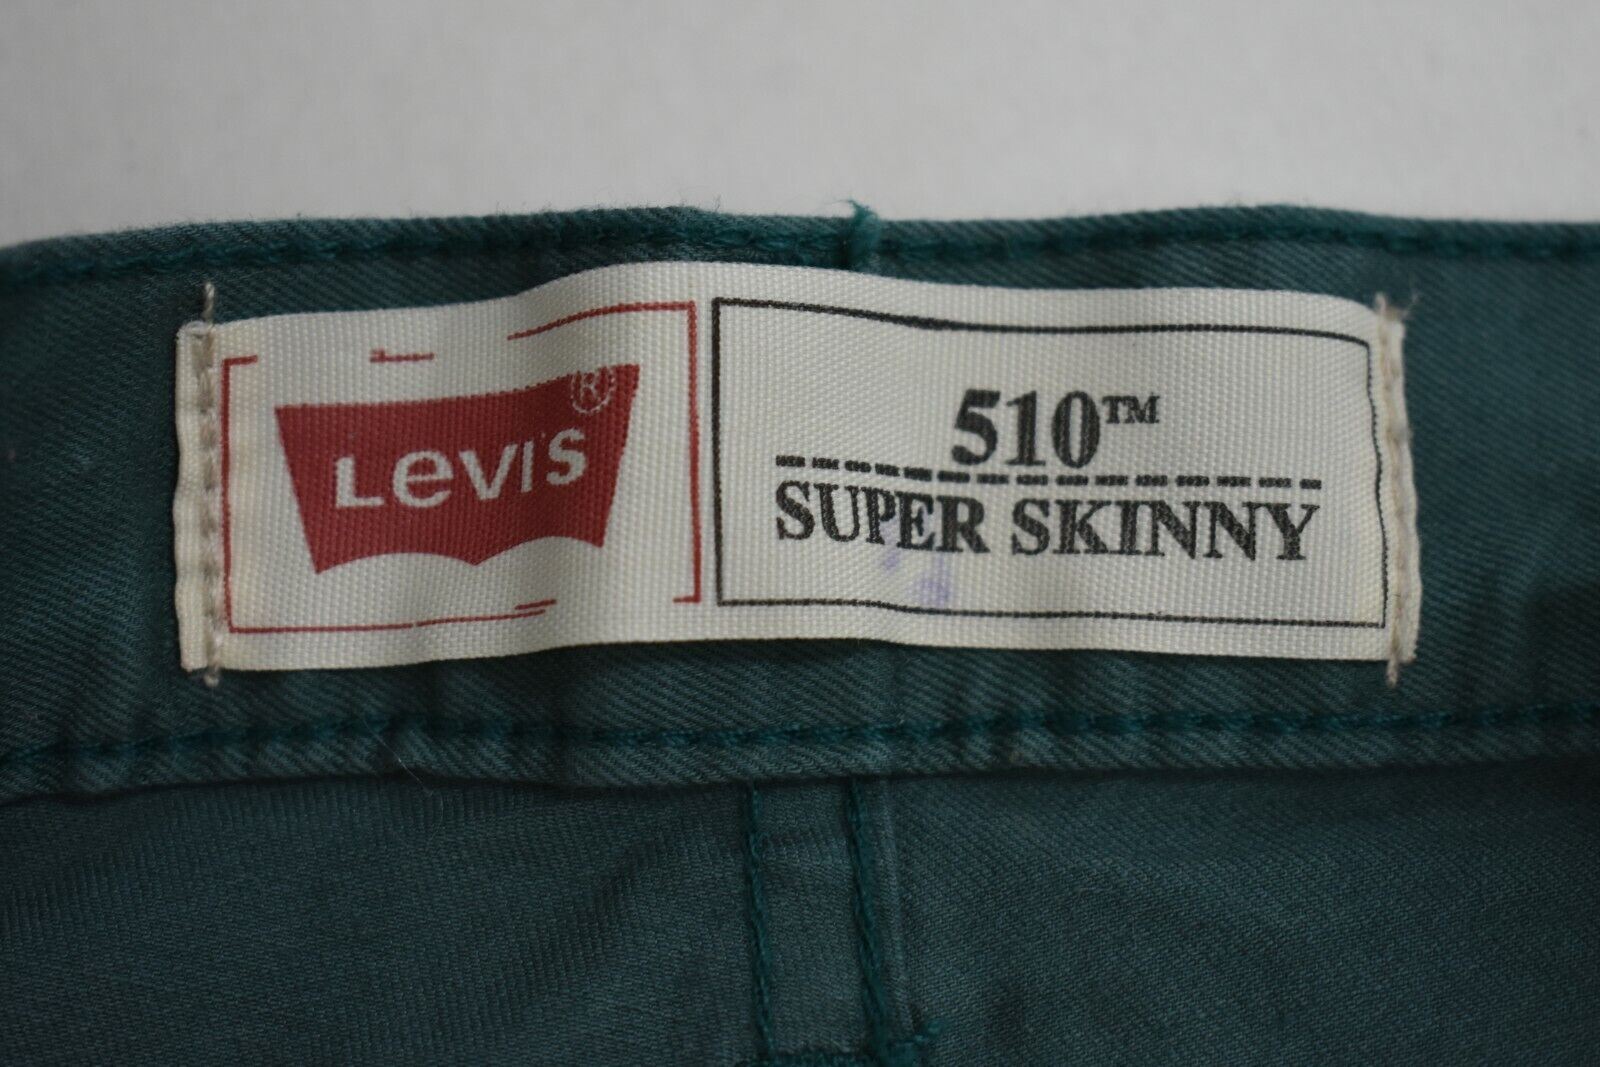 LEVI'S ®
510™
SUPER SKINNY